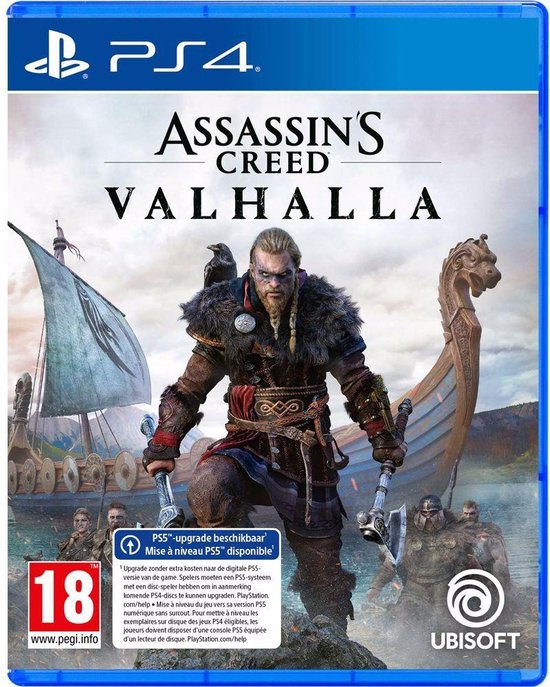 PS4
ASSASSIN'S
CREED
VALHALLA
PS5™-upgrade beschikbaar¹
Mise à niveau PS5™ disponible¹
¹ Upgrade zonder extra kosten naar de digitale PS5-
versie van de game. Spelers moeten een PS5-systeem
met een disc-speler hebben om in aanmerking
komende PS4-discs te kunnen upgraden. PlayStation.
com/help • Mise à niveau du jeu vers sa version PS5
numérique sans surcout. Pour mettre à niveau les
exemplaires sur disque des jeux PS4 éligibles, les
joueurs doivent disposer d'une console PS5 équipée
d'un lecteur de disque. PlayStation.com/help
18
www.pegi.info
UBISOFT